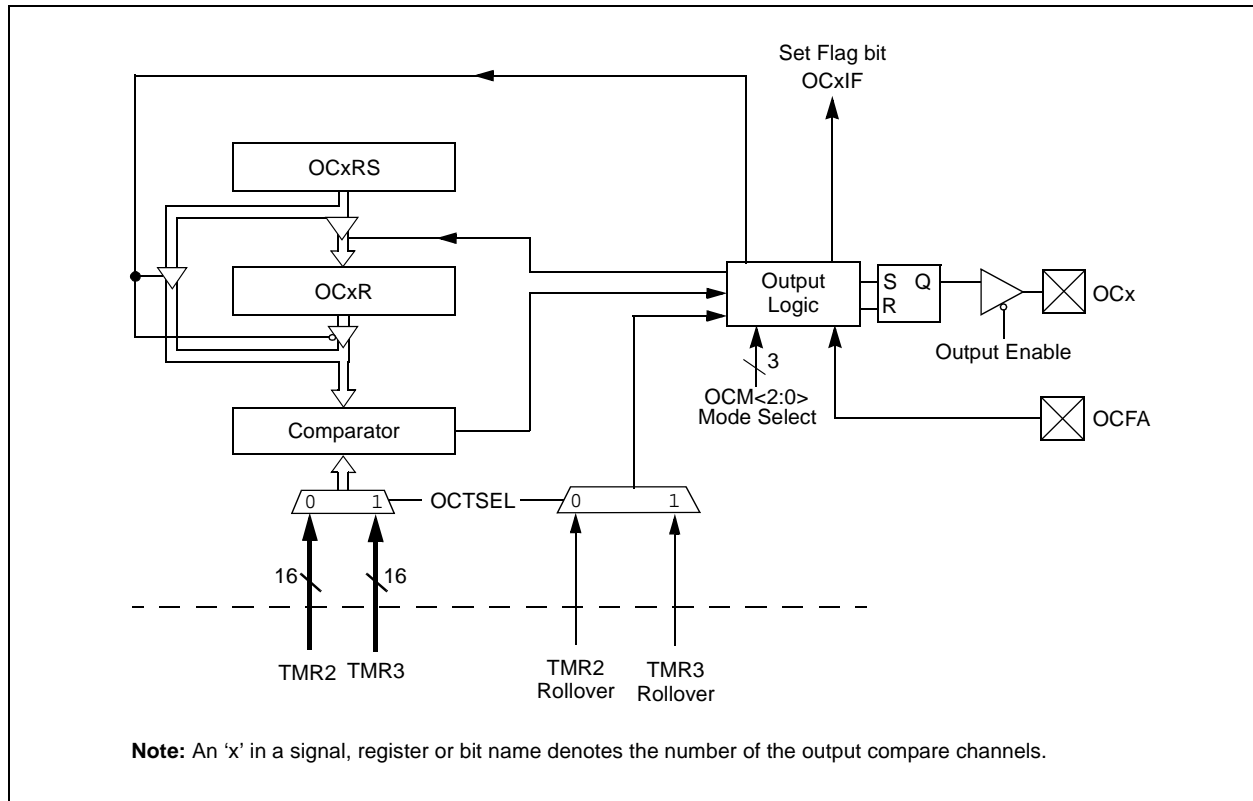 Set Flag bit
OCxIF
OCxRS
OCxR
Output
Logic
S Q
R
OCx
Output Enable
3
OCM<2:0>
Mode Select
OCFA
Comparator
0 1
OCTSEL
0 1
16
16
TMR2
TMR3
TMR2
Rollover
TMR3
Rollover
Note: An ‘x’ in a signal, register or bit name denotes the number of the output compare channels.